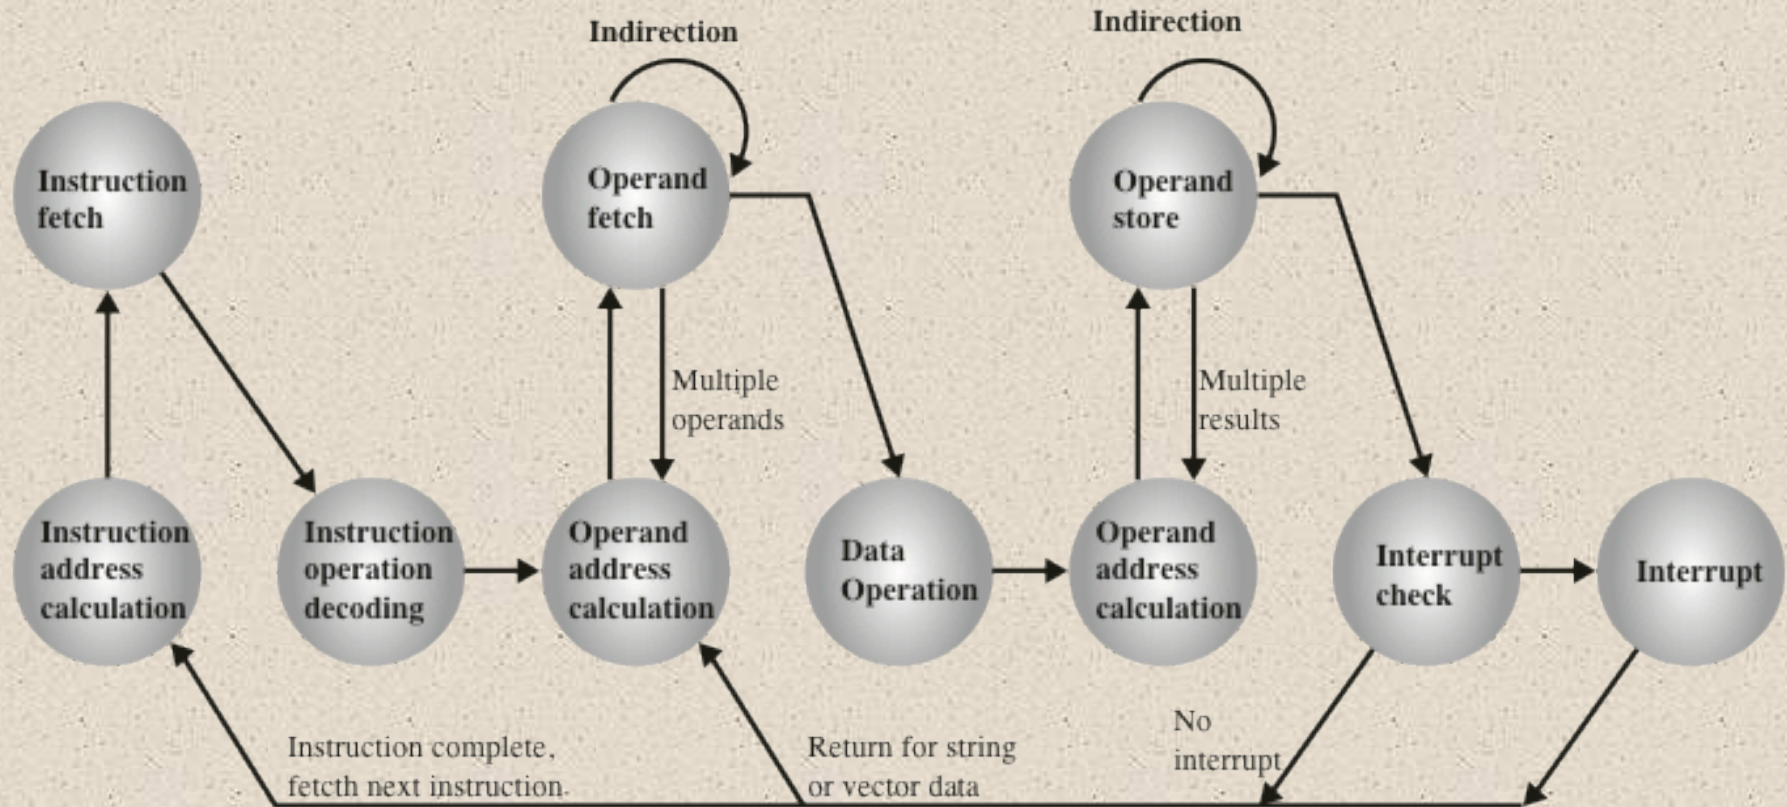 Indirection
Indirection
Instruction
fetch
Operand
fetch
Operand
store
Multiple
operands
Multiple
results
Instruction
address
calculation
Instruction
operation
decoding
Operand
address
calculation
Data
Operation
Operand
address
calculation
Interrupt
check
Interrupt
Instruction complete,
fetcth next instruction
Return for string
or vector data
No
interrupt